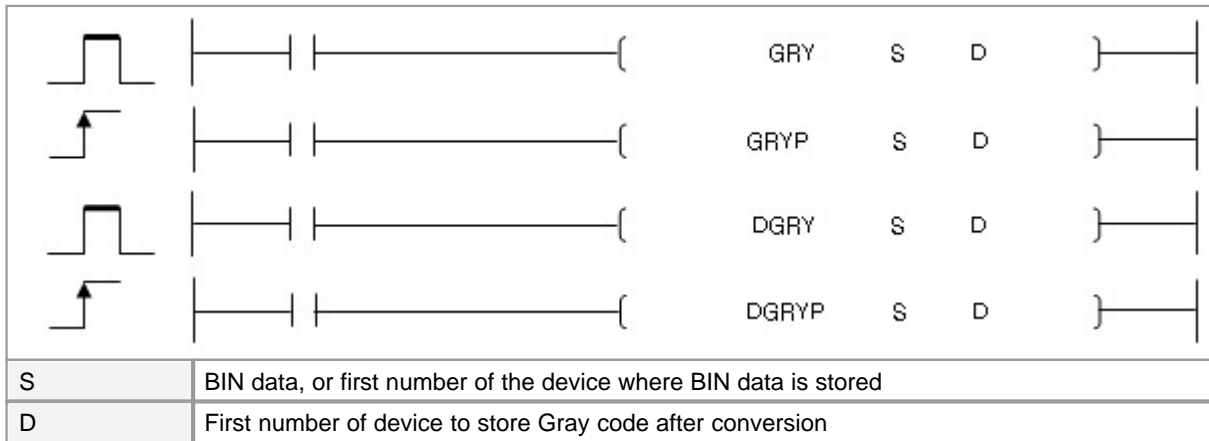 GRY S D
GRYP S D
DGRY S D
DGRYP S D
S BIN data, or first number of the device where BIN data is stored
D First number of device to store Gray code after conversion